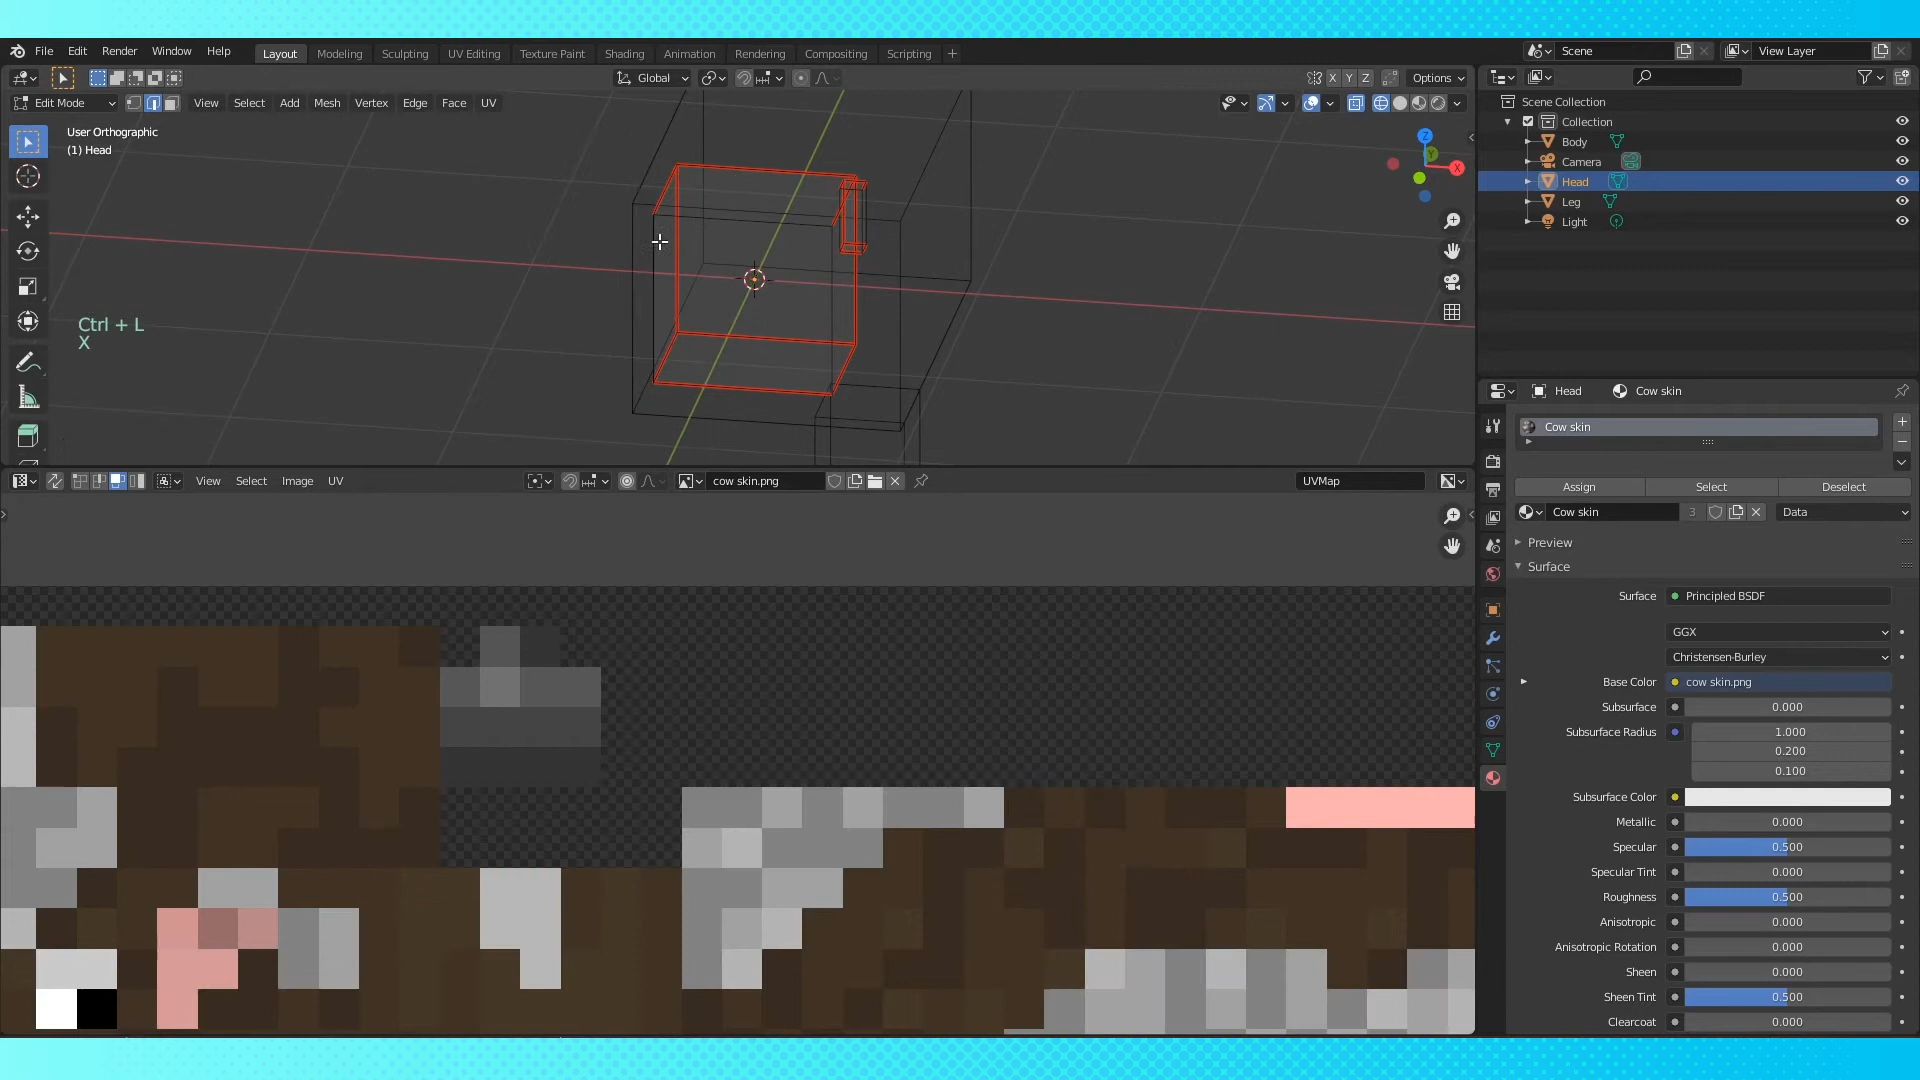 File Edit Render Window Help
Layout Modeling Sculpting UV Editing Texture Paint Shading Animation Rendering Compositing Scripting +
Scene
View Layer
Global
X Y Z
Options
Edit Mode
View Select Add Mesh Vertex Edge Face UV
User Orthographic
(1) Head
Z
Y
X
Ctrl + L
X
Scene Collection
Collection
Body
Camera
Head
Leg
Light
View Select Image UV
cow skin.png
UVMap
Head
Cow skin
Cow skin
Assign Select Deselect
Cow skin 3
Data
Preview
Surface
Surface Principled BSDF
GGX
Christensen-Burley
Base Color cow skin.png
Subsurface 0.000
Subsurface Radius 1.000
0.200
0.100
Subsurface Color
Metallic 0.000
Specular 0.500
Specular Tint 0.000
Roughness 0.500
Anisotropic 0.000
Anisotropic Rotation 0.000
Sheen 0.000
Sheen Tint 0.500
Clearcoat 0.000